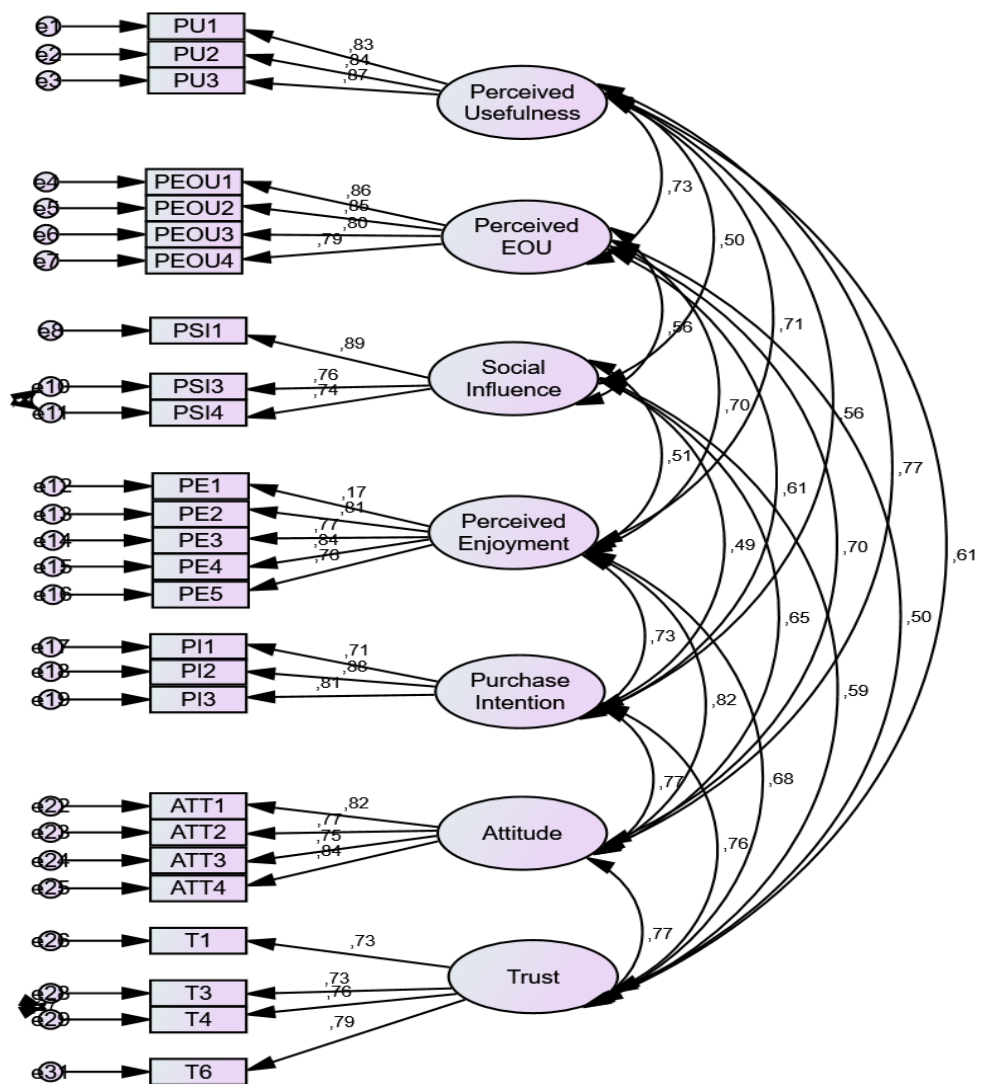 e1
PU1
e2
PU2
e3
PU3
,83
,84
,87
Perceived
Usefulness
e4
PEOU1
e5
PEOU2
e6
PEOU3
e7
PEOU4
,86
,85
,80
,79
Perceived
EOU
,73
,50
e8
PSI1
e10
PSI3
e11
PSI4
,89
,76
,74
Social
Influence
,56
,71
,70
,56
,51
,77
e12
PE1
e13
PE2
e14
PE3
e15
PE4
e16
PE5
,17
,81
,77
,84
,76
Perceived
Enjoyment
,61
,49
,70
,61
e17
PI1
e18
PI2
e19
PI3
,71
,88
,81
Purchase
Intention
,65
,50
,73
,82
,59
e22
ATT1
e23
ATT2
e24
ATT3
e25
ATT4
,82
,77
,75
,84
Attitude
,77
,68
,76
e26
T1
e28
T3
e29
T4
e31
T6
,73
,73
,76
,79
Trust
,77